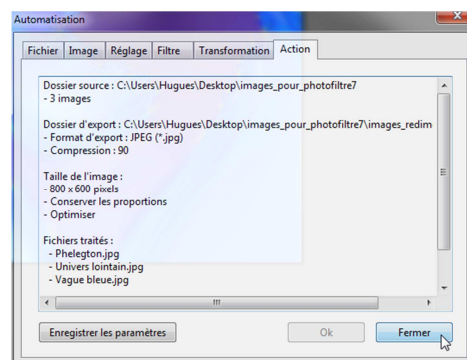 Automatisation
Fichier Image Réglage Filtre Transformation Action
Dossier source : C:\Users\Hugues\Desktop\images_pour_photofiltre7
- 3 images
Dossier d'export : C:\Users\Hugues\Desktop\images_pour_photofiltre7\images_redim
- Format d'export : JPEG (*.jpg)
- Compression : 90
Taille de l'image :
- 800 x 600 pixels
- Conserver les proportions
- Optimiser
Fichiers traités :
- Phelegton.jpg
- Univers lointain.jpg
- Vague bleue.jpg
Enregistrer les paramètres Ok Fermer